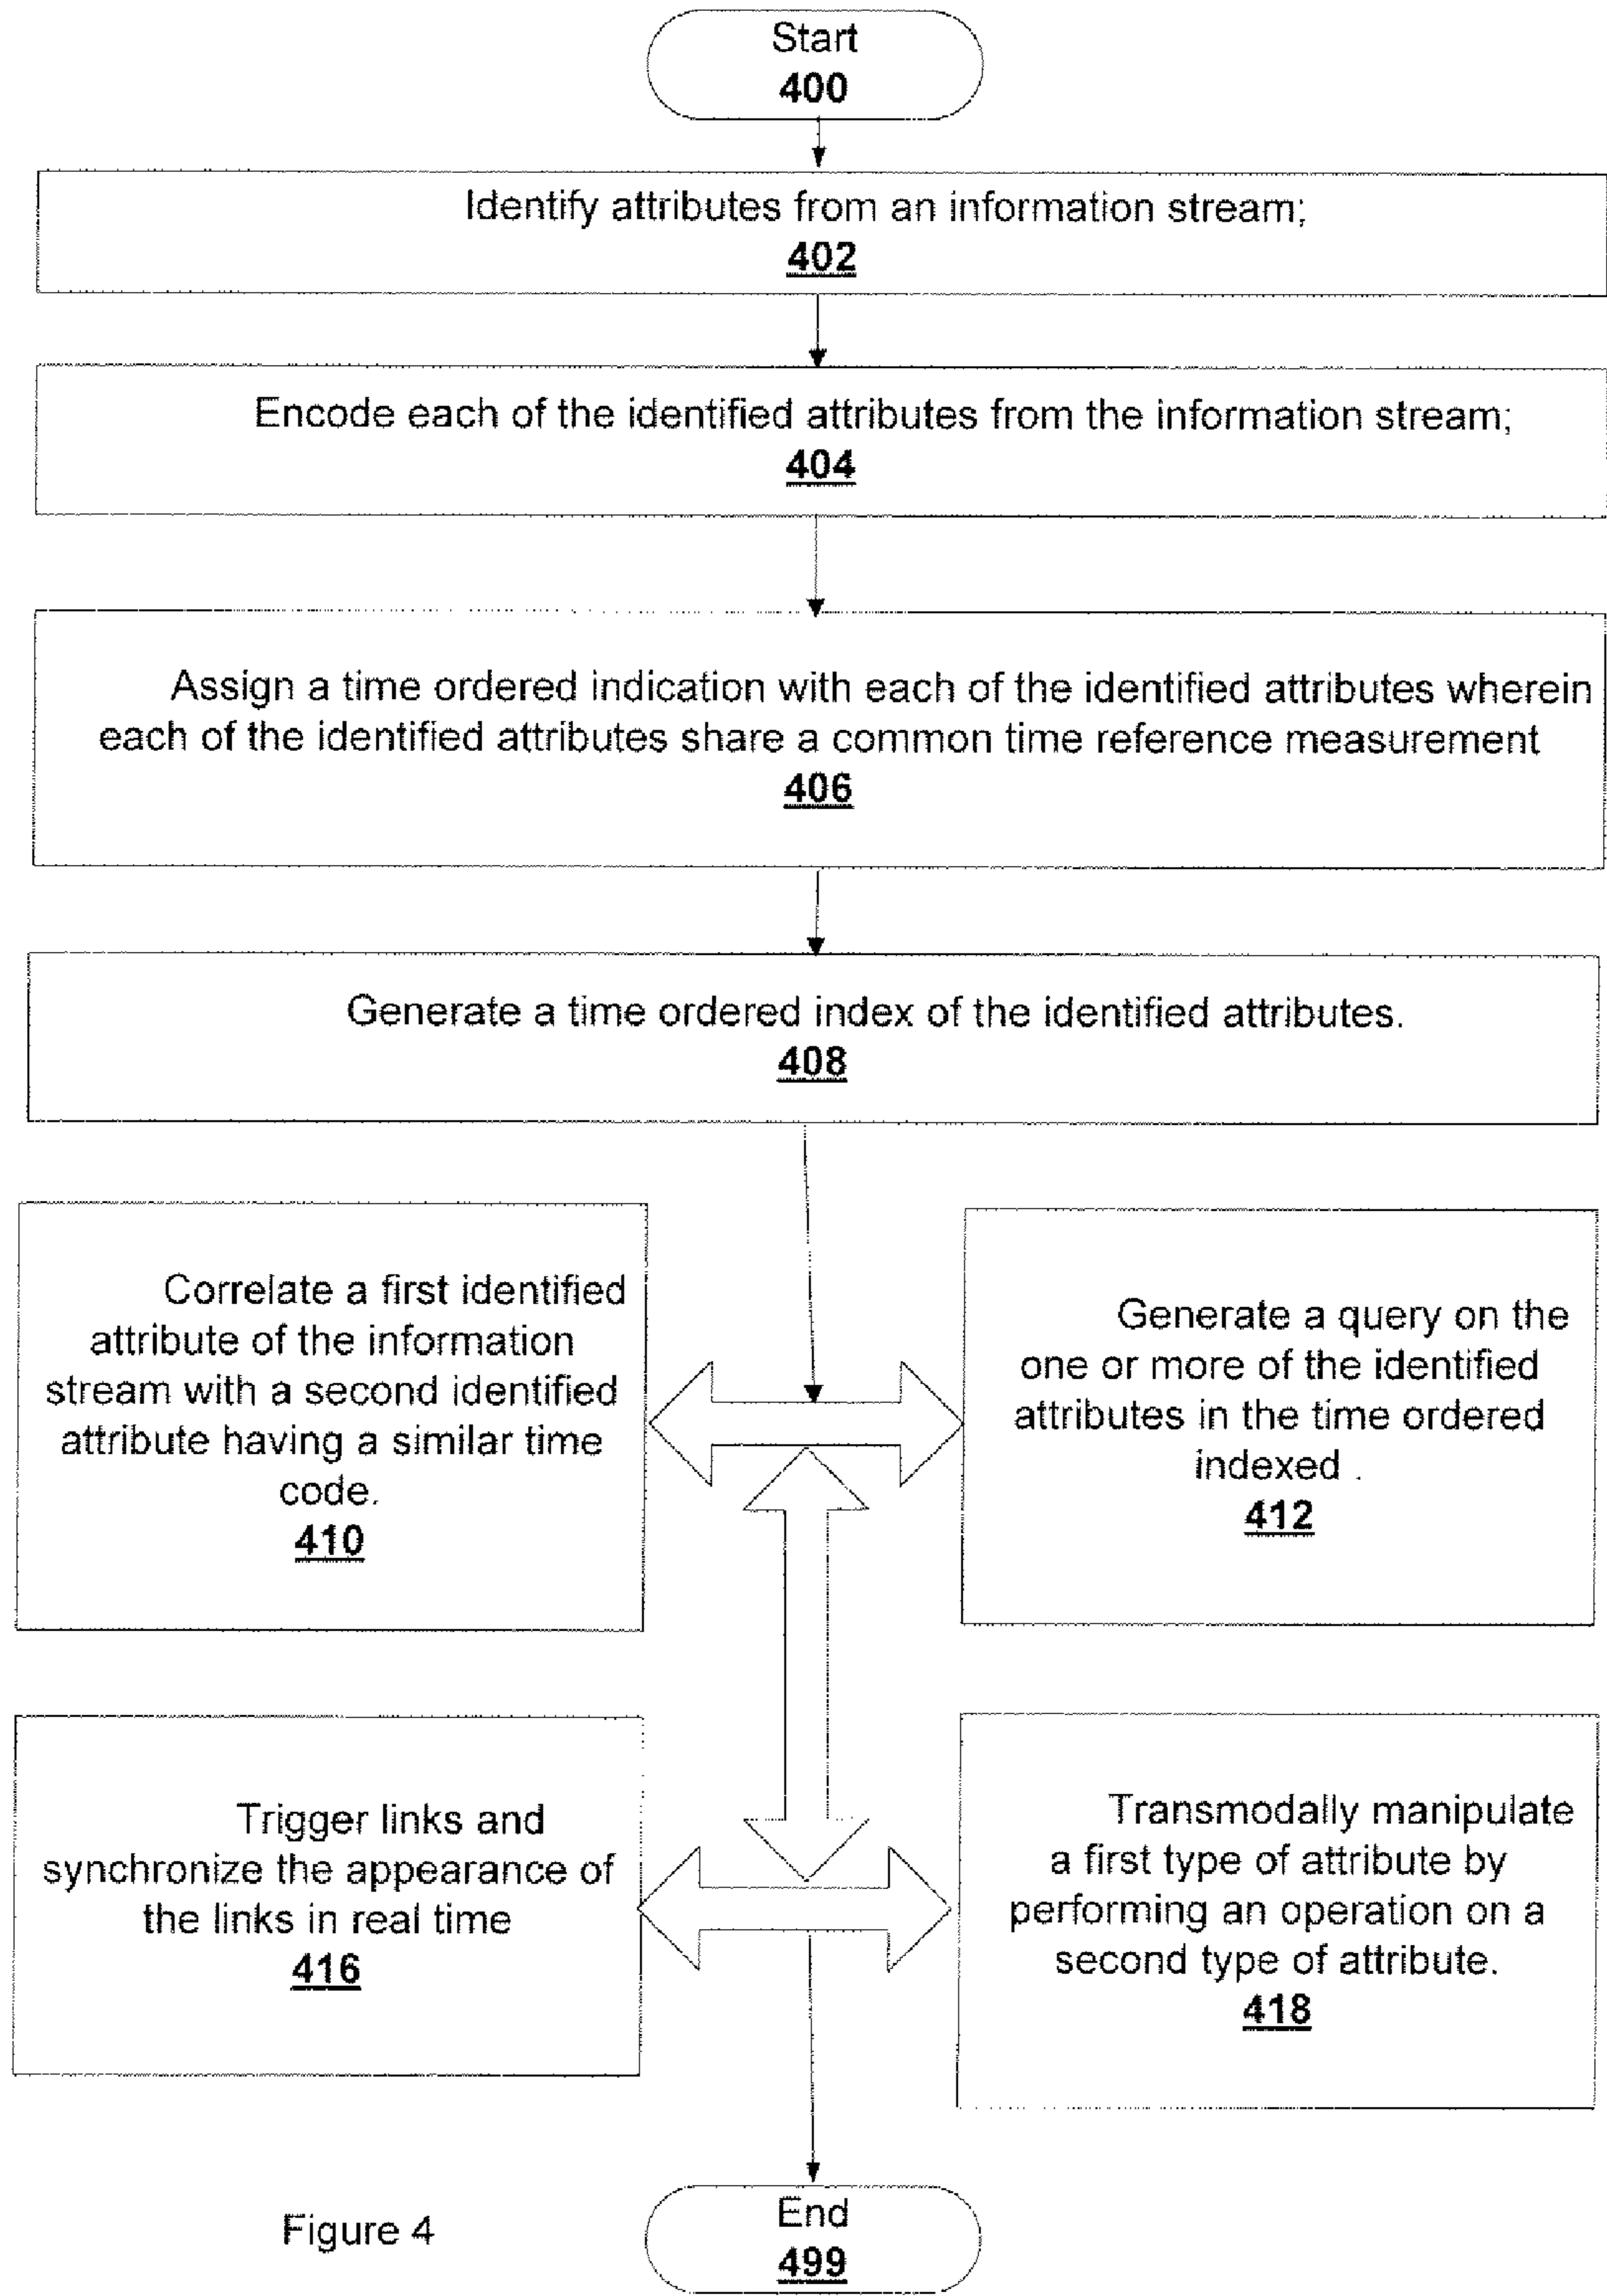 Start
400
Identify attributes from an information stream;
402
Encode each of the identified attributes from the information stream;
404
Assign a time ordered indication with each of the identified attributes wherein
each of the identified attributes share a common time reference measurement
406
Generate a time ordered index of the identified attributes.
408
Correlate a first identified
attribute of the information
stream with a second identified
attribute having a similar time
code.
410
Generate a query on the
one or more of the identified
attributes in the time ordered
indexed .
412
Trigger links and
synchronize the appearance of
the links in real time
416
Transmodally manipulate
a first type of attribute by
performing an operation on a
second type of attribute.
418
End
499
Figure 4